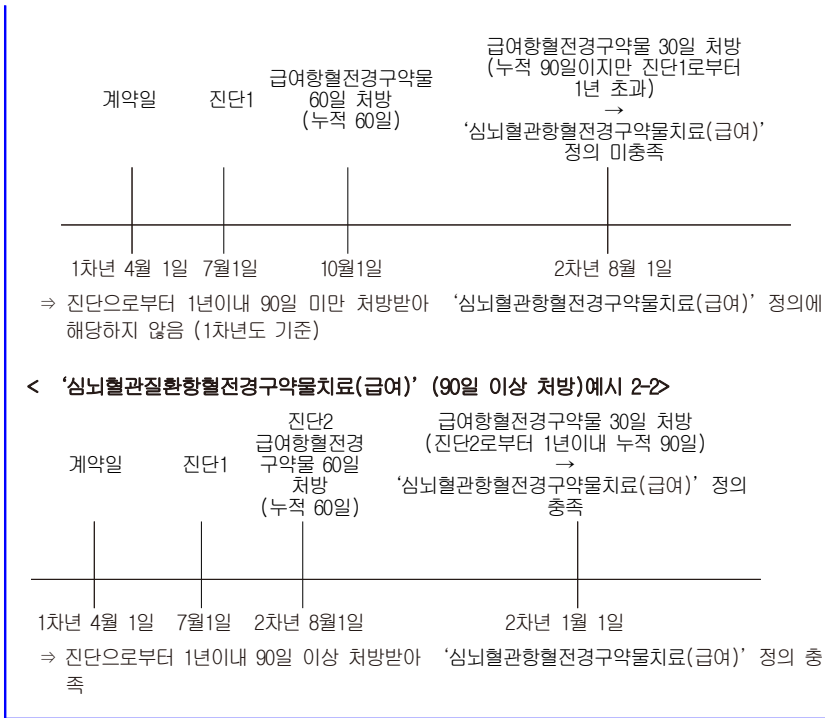 급여항혈전경구약물 30일 처방
(누적 90일이지만 진단1로부터
1년 초과)
→
‘심뇌혈관항혈전경구약물치료(급여)’
정의 미충족
급여항혈전경구약물
60일 처방
(누적 60일)
계약일
진단1
1차년 4월 1일
7월1일
10월1일
2차년 8월 1일
⇒ 진단으로부터 1년이내 90일 미만 처방받아 ‘심뇌혈관항혈전경구약물치료(급여)’ 정의에
해당하지 않음 (1차년도 기준)
< ‘심뇌혈관질환항혈전경구약물치료(급여)’ (90일 이상 처방)예시 2-2>
계약일
진단1
진단2
급여항혈전경
구약물 60일
처방
(누적 60일)
급여항혈전경구약물 30일 처방
(진단2로부터 1년이내 누적 90일)
→
‘심뇌혈관항혈전경구약물치료(급여)’ 정의
충족
1차년 4월 1일
7월1일
2차년 8월1일
2차년 1월 1일
⇒ 진단으로부터 1년이내 90일 이상 처방받아 ‘심뇌혈관항혈전경구약물치료(급여)’ 정의 충
족